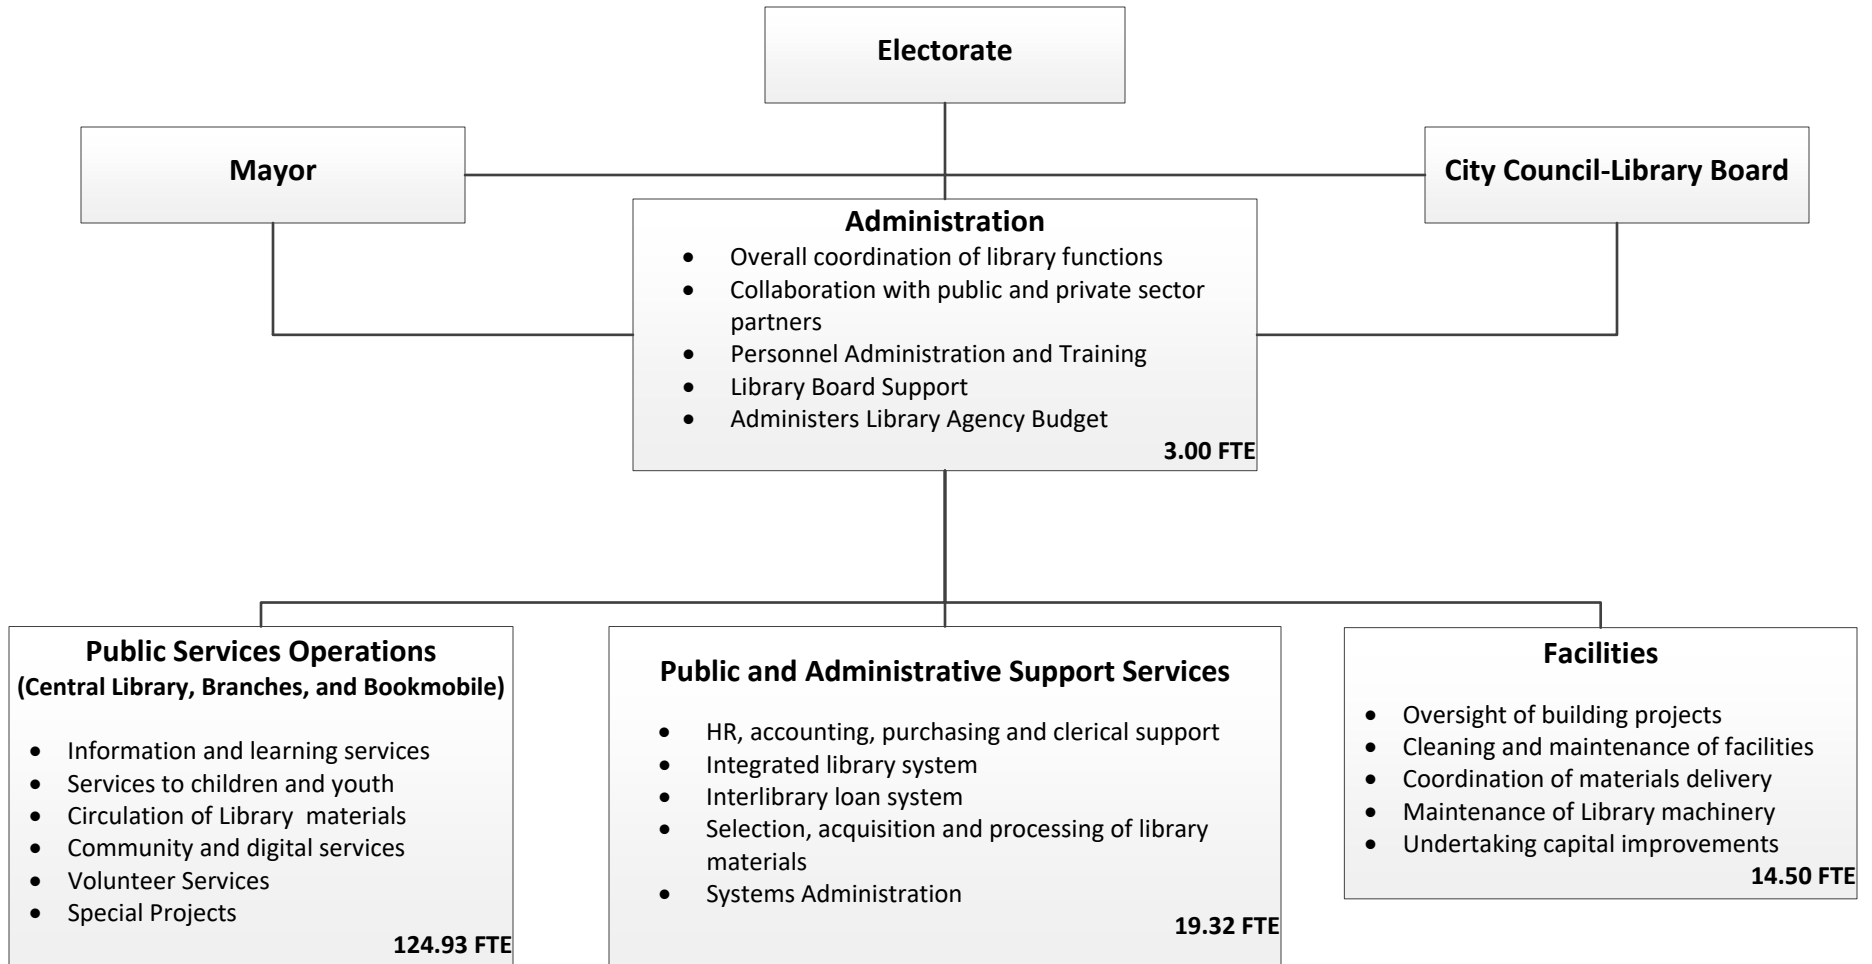 Electorate
Mayor
City Council-Library Board
Administration
• Overall coordination of library functions
• Collaboration with public and private sector
partners
• Personnel Administration and Training
• Library Board Support
• Administers Library Agency Budget
3.00 FTE
Public Services Operations
(Central Library, Branches, and Bookmobile)
• Information and learning services
• Services to children and youth
• Circulation of Library  materials
• Community and digital services
• Volunteer Services
• Special Projects
124.93 FTE
Public and Administrative Support Services
• HR, accounting, purchasing and clerical support
• Integrated library system
• Interlibrary loan system
• Selection, acquisition and processing of library
materials
• Systems Administration
19.32 FTE
Facilities
• Oversight of building projects
• Cleaning and maintenance of facilities
• Coordination of materials delivery
• Maintenance of Library machinery
• Undertaking capital improvements
14.50 FTE